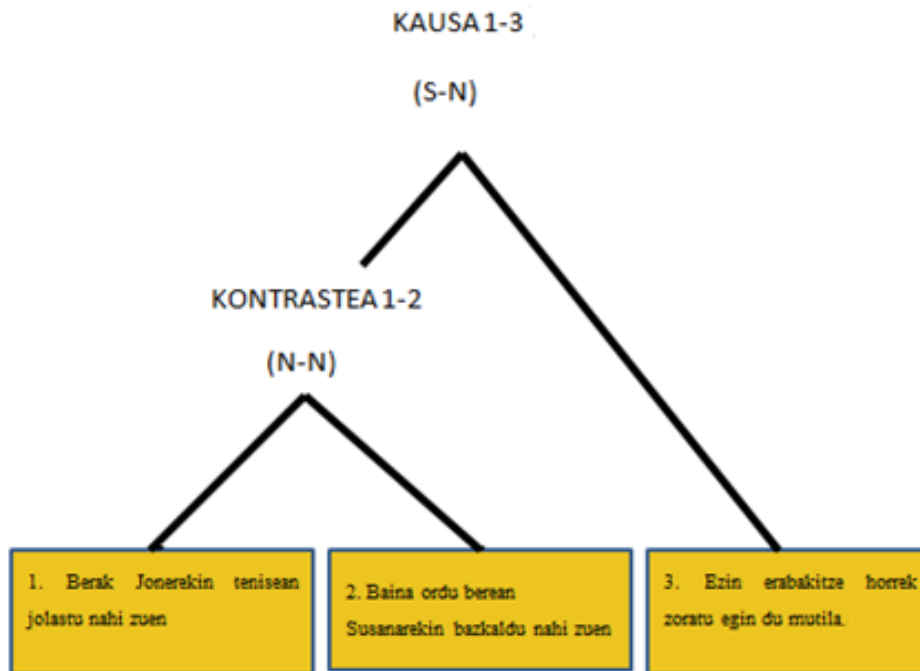 KAUSA 1-3
(S-N)
KONTRASTEA 1-2
(N-N)
1. Berak Jonerekin tenisean
jolastu nahi zuen
2. Baina ordu berean
Susanarekin bazkaldu nahi zuen
3. Ezin erabakitze horrek
zoratu egin du mutila.